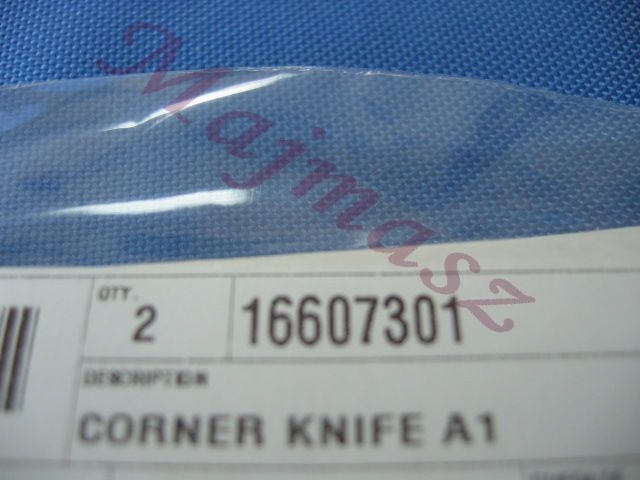 Majmasz
QTY.
2
16607301
DESCRIPTION
CORNER KNIFE A1